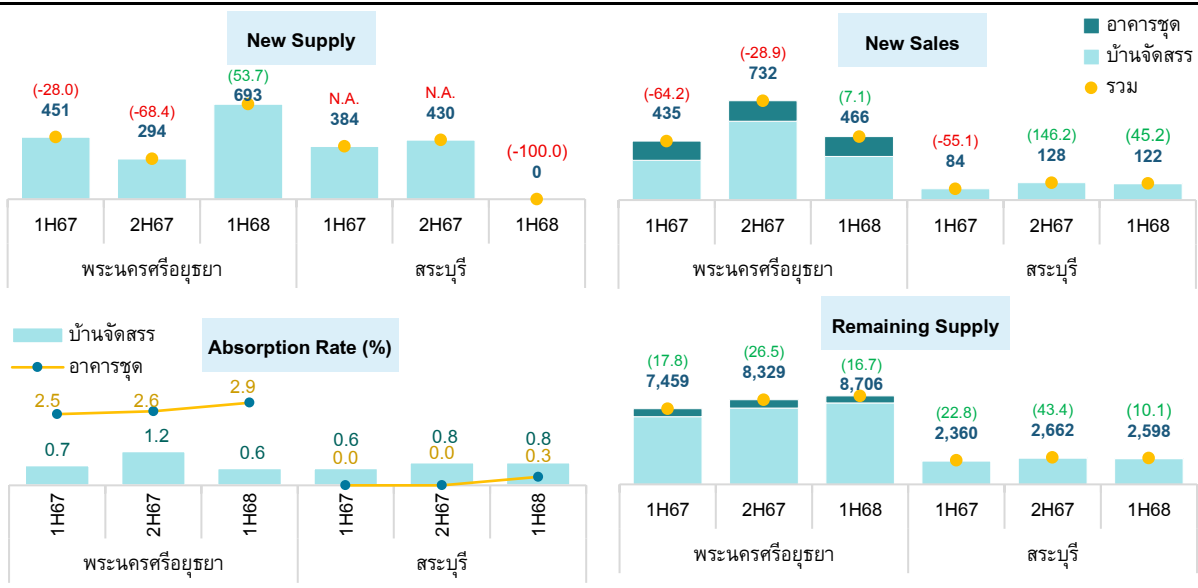 New Supply
(-28.0)
451
(-68.4)
294
(53.7)
693
N.A.
384
N.A.
430
(-100.0)
0
1H67 2H67 1H68 1H67 2H67 1H68
พระนครศรีอยุธยา สระบุรี
New Sales
อาคารชุด
บ้านจัดสรร
รวม
(-64.2)
435
(-28.9)
732
(7.1)
466
(-55.1)
84
(146.2)
128
(45.2)
122
1H67 2H67 1H68 1H67 2H67 1H68
พระนครศรีอยุธยา สระบุรี
บ้านจัดสรร
อาคารชุด
Absorption Rate (%)
2.5 2.6 2.9
0.7 1.2 0.6 0.6 0.8 0.8
0.0 0.0 0.3
1H67 2H67 1H68 1H67 2H67 1H68
พระนครศรีอยุธยา สระบุรี
Remaining Supply
(17.8)
7,459
(26.5)
8,329
(16.7)
8,706
(22.8)
2,360
(43.4)
2,662
(10.1)
2,598
1H67 2H67 1H68 1H67 2H67 1H68
พระนครศรีอยุธยา สระบุรี